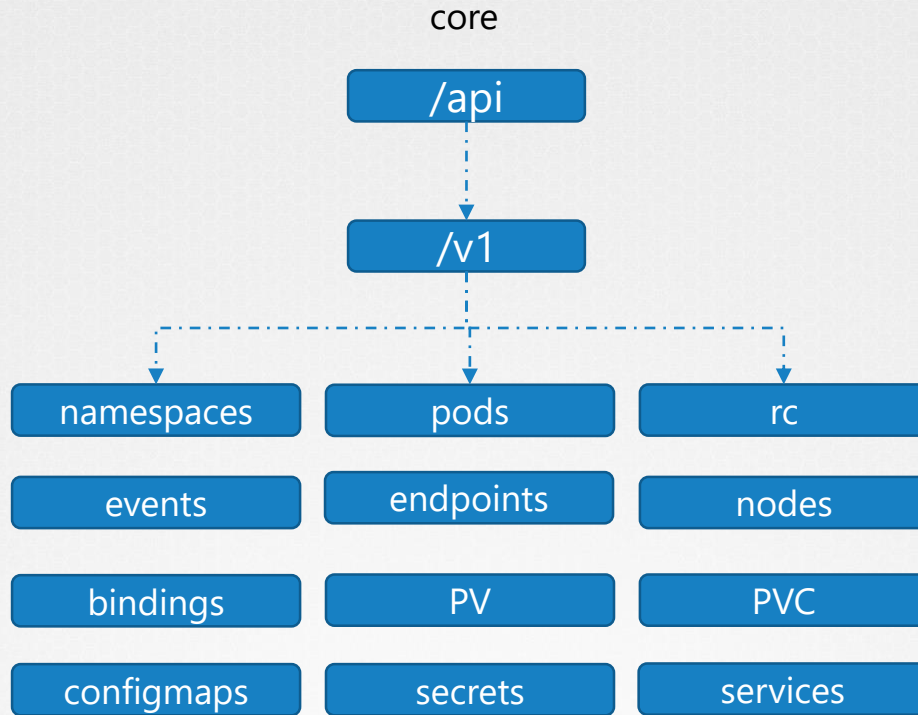 core
/api
/v1
namespaces
pods
rc
events
endpoints
nodes
bindings
PV
PVC
configmaps
secrets
services